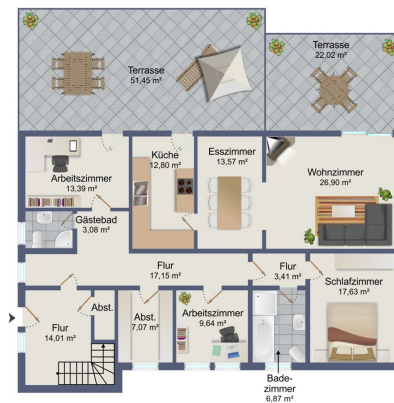 Terrasse
51,45 m²
Terrasse
22,02 m²
Arbeitszimmer
13,39 m²
Küche
12,80 m²
Esszimmer
13,57 m²
Wohnzimmer
26,90 m²
Gästebad
3,08 m²
Flur
17,15 m²
Flur
3,41 m²
Schlafzimmer
17,63 m²
Flur
14,01 m²
Abst.
Abst.
7,07 m²
Arbeitszimmer
9,64 m²
Bade-
zimmer
6,87 m²